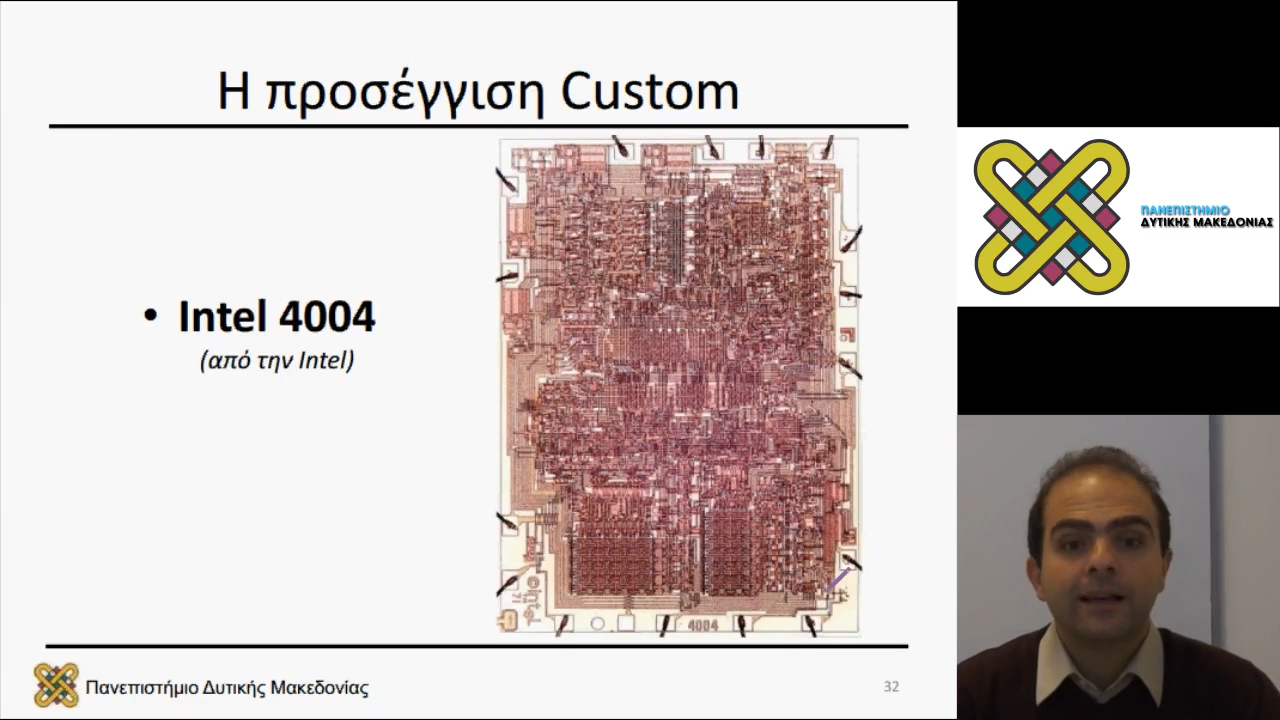 Η προσέγγιση Custom
• Intel 4004
(από την Intel)
4004
Πανεπιστήμιο Δυτικής Μακεδονίας
32
ΠΑΝΕΠΙΣΤΗΜΙΟ
ΔΥΤΙΚΗΣ ΜΑΚΕΔΟΝΙΑΣ